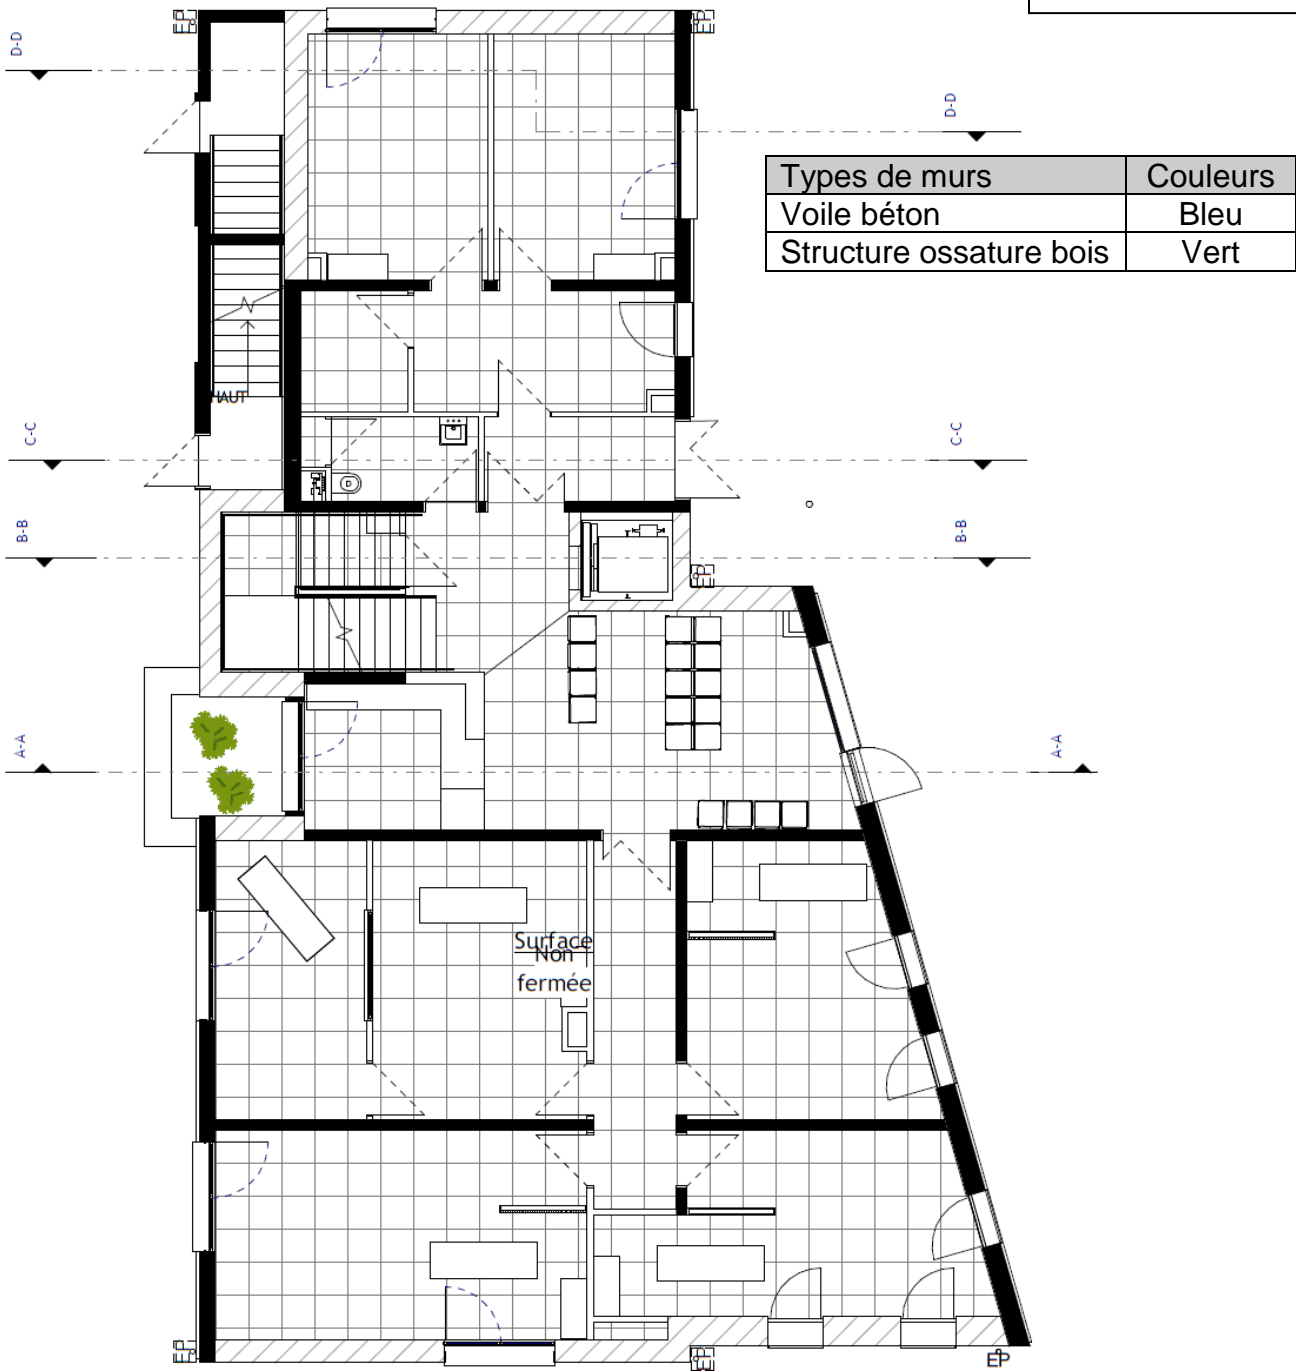 EP
EP
D-D
D-D
Types de murs Couleurs
Voile béton Bleu
Structure ossature bois Vert
HAUT
C-C
C-C
B-B
B-B
EP
A-A
A-A
Surface
Non
fermée
EP
EP
EP